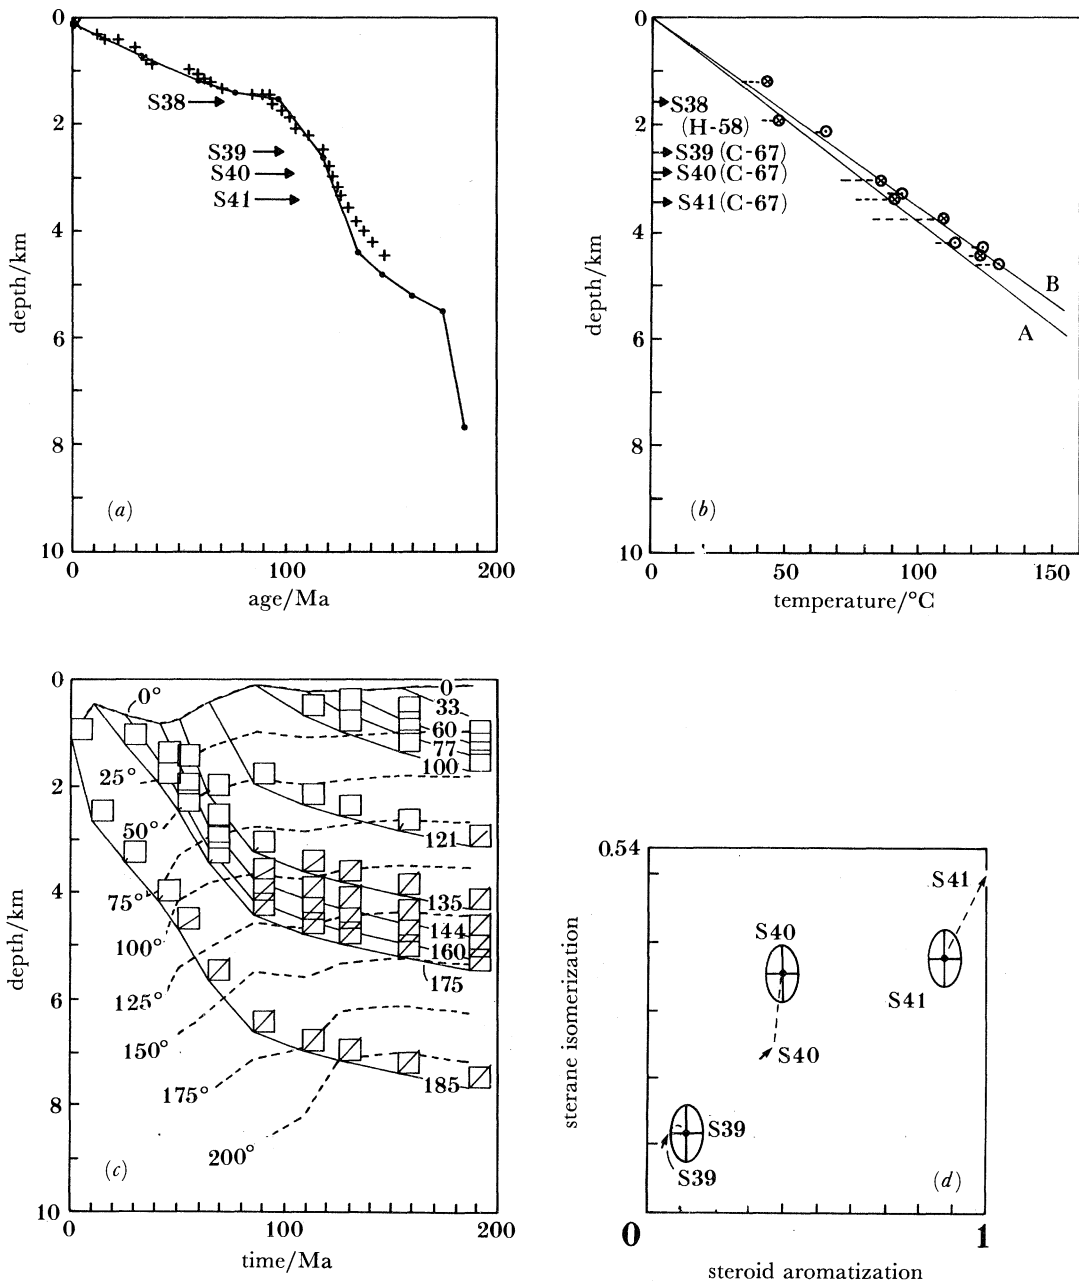 0
2
4
6
8
10
depth/km
S38
S39
S40
S41
(a)
0
100
200
age/Ma
0
2
4
6
8
10
depth/km
S38
(H-58)
S39 (C-67)
S40 (C-67)
S41 (C-67)
B
A
(b)
0
50
100
150
temperature/°C
0
2
4
6
8
10
depth/km
0°
25°
50°
75°
100°
125°
150°
175°
200°
0
33
60
77
100
121
135
144
160
175
185
(c)
0
100
200
time/Ma
0.54
sterane isomerization
S41
S40
S41
S40
S39
S39
(d)
0
1
steroid aromatization